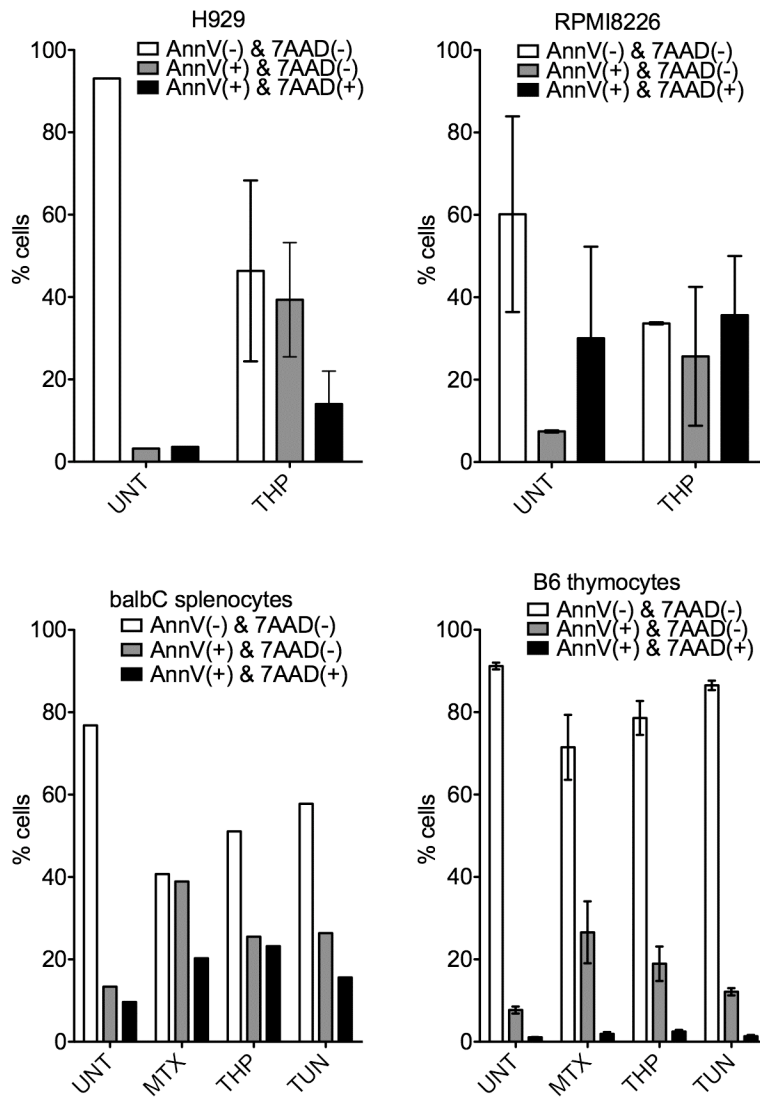 H929
100
80
60
40
20
0
% cells
AnnV(-) & 7AAD(-)
AnnV(+) & 7AAD(-)
AnnV(+) & 7AAD(+)
UNT
THP
RPMI8226
100
80
60
40
20
0
% cells
AnnV(-) & 7AAD(-)
AnnV(+) & 7AAD(-)
AnnV(+) & 7AAD(+)
UNT
THP
balbC splenocytes
100
80
60
40
20
0
% cells
AnnV(-) & 7AAD(-)
AnnV(+) & 7AAD(-)
AnnV(+) & 7AAD(+)
UNT
MTX
THP
TUN
B6 thymocytes
100
80
60
40
20
0
% cells
AnnV(-) & 7AAD(-)
AnnV(+) & 7AAD(-)
AnnV(+) & 7AAD(+)
UNT
MTX
THP
TUN